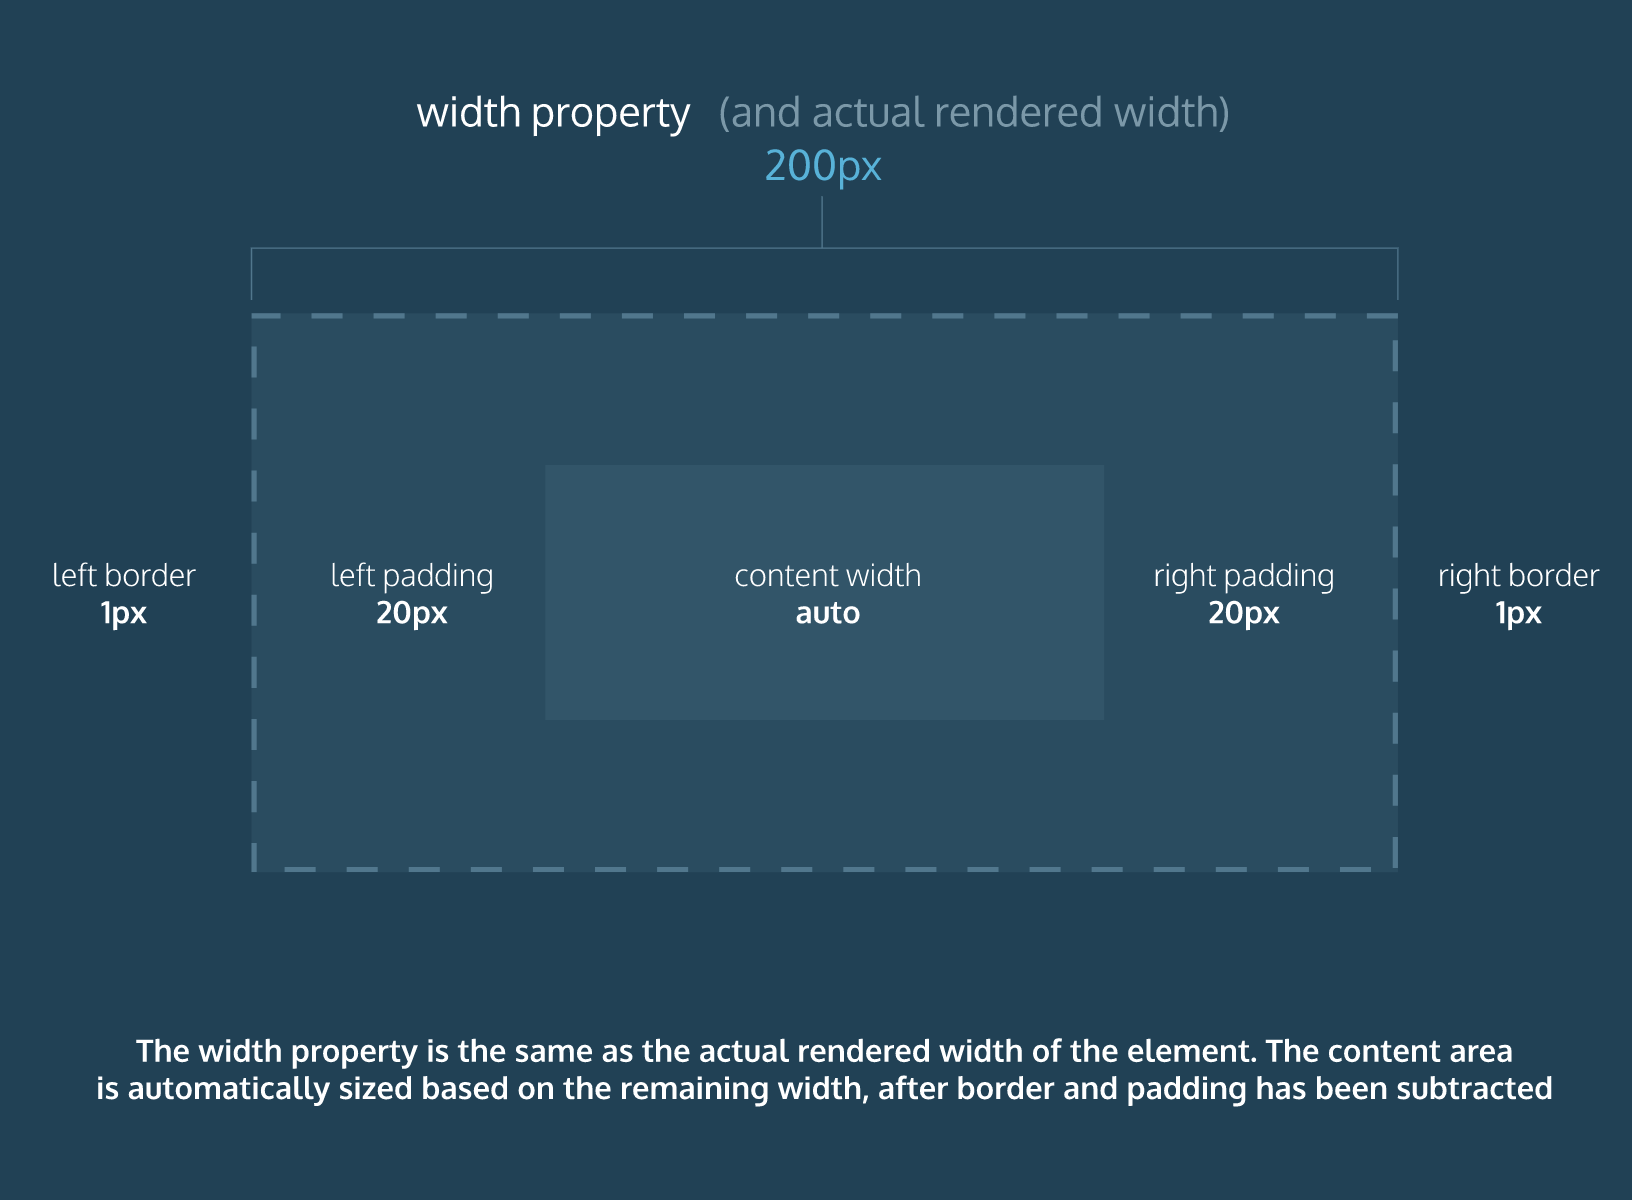 width property (and actual rendered width)
200px
left border
1px
left padding
20px
content width
auto
right padding
20px
right border
1px
The width property is the same as the actual rendered width of the element. The content area
is automatically sized based on the remaining width, after border and padding has been subtracted